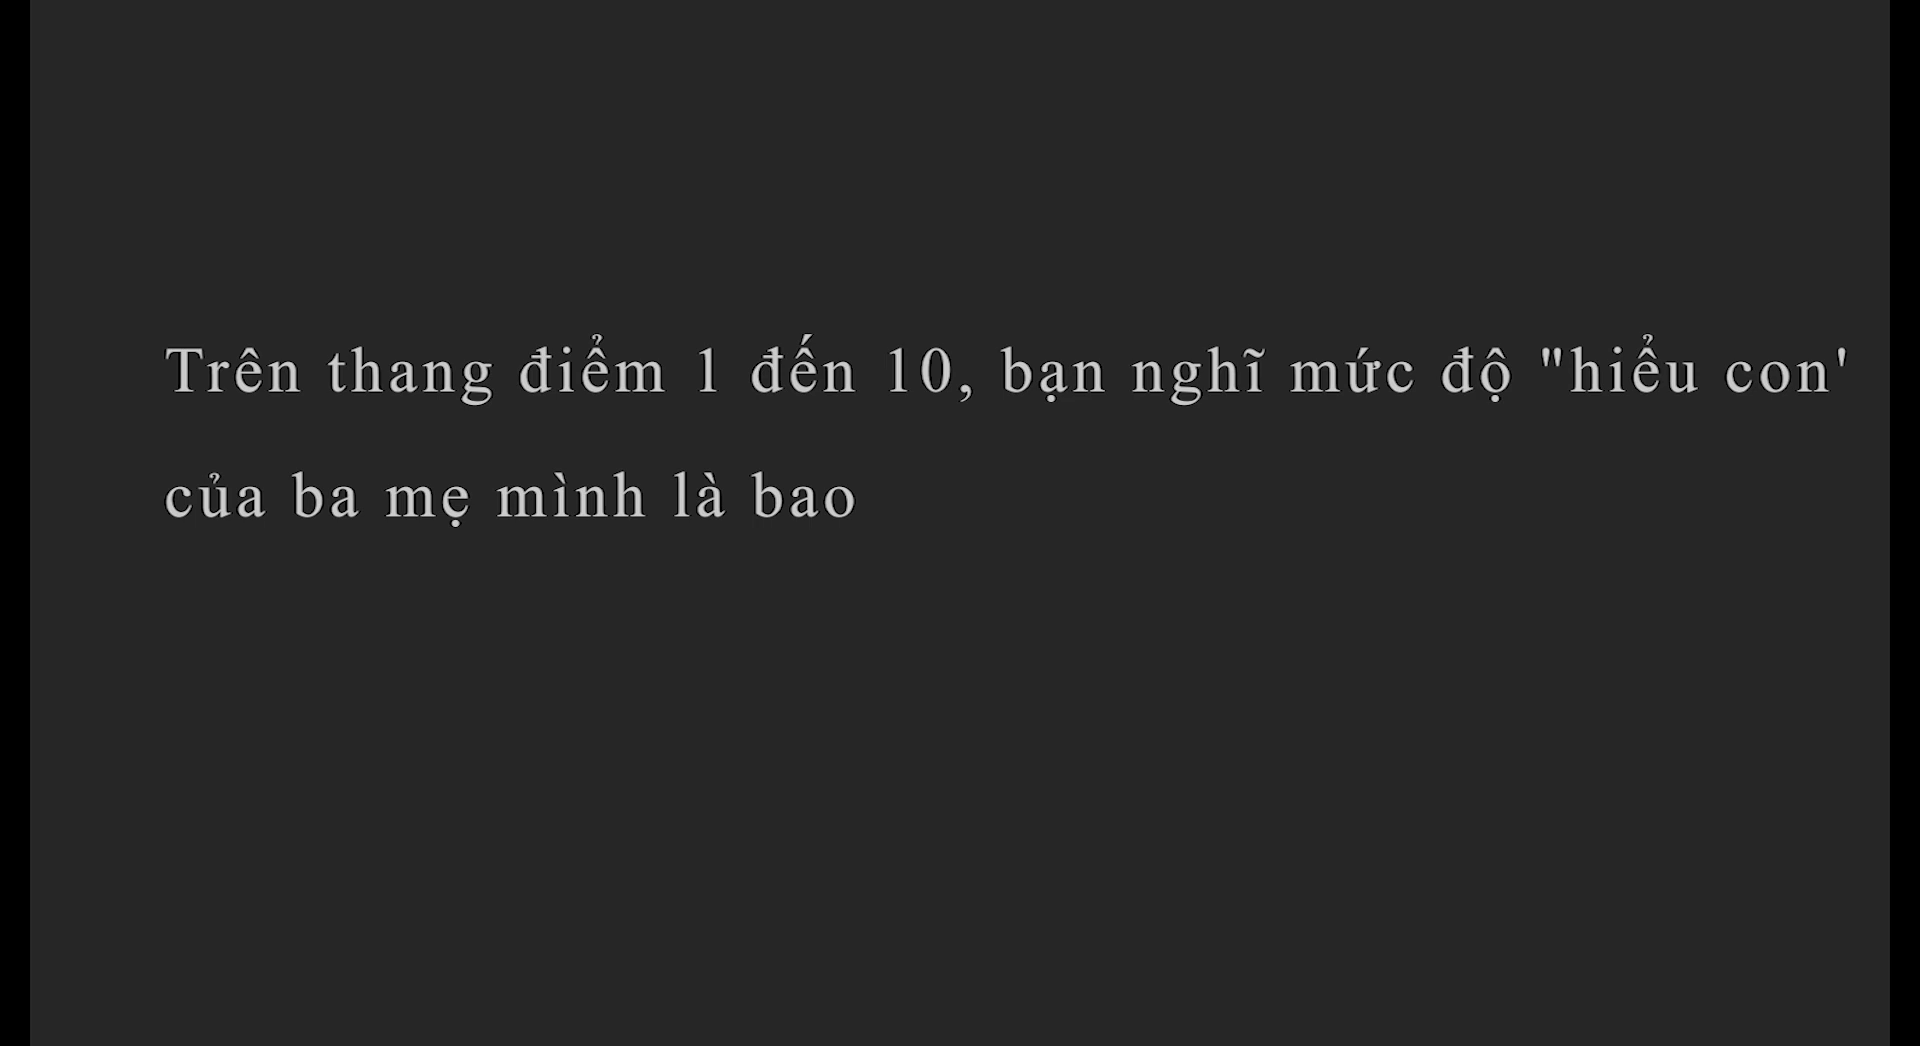 Trên thang điểm 1 đến 10, bạn nghĩ mức độ "hiểu con'
của ba mẹ mình là bao